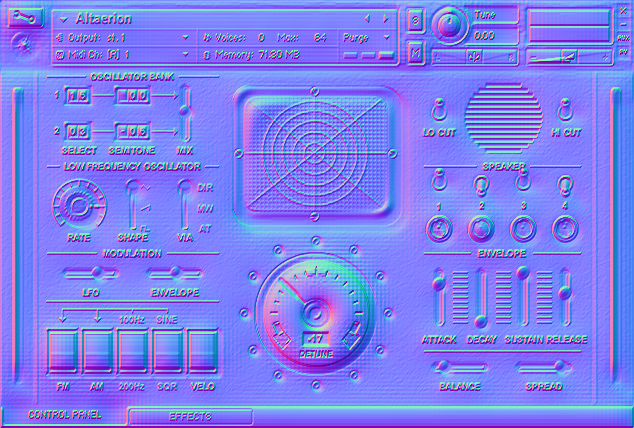 Altaerion
S
Tune
Output: st.1
Voices: 0 Max: 64
Purge
0.00
Midi Ch: [A] 1
Memory: 71.30 MB
M
AUX
PV
OSCILLATOR BANK
1 15 00
2 03 -05
SELECT SEMITONE MIX
LO CUT HI CUT
LOW FREQUENCY OSCILLATOR
SPEAKER
DIR
MW
AT
RATE SHAPE VIA
1 2 3 4
MODULATION
ENVELOPE
LFO ENVELOPE
100Hz SINE
-17
DETUNE
ATTACK DECAY SUSTAIN RELEASE
FM AM 200Hz SQR VELO
BALANCE SPREAD
CONTROL PANEL EFFECTS